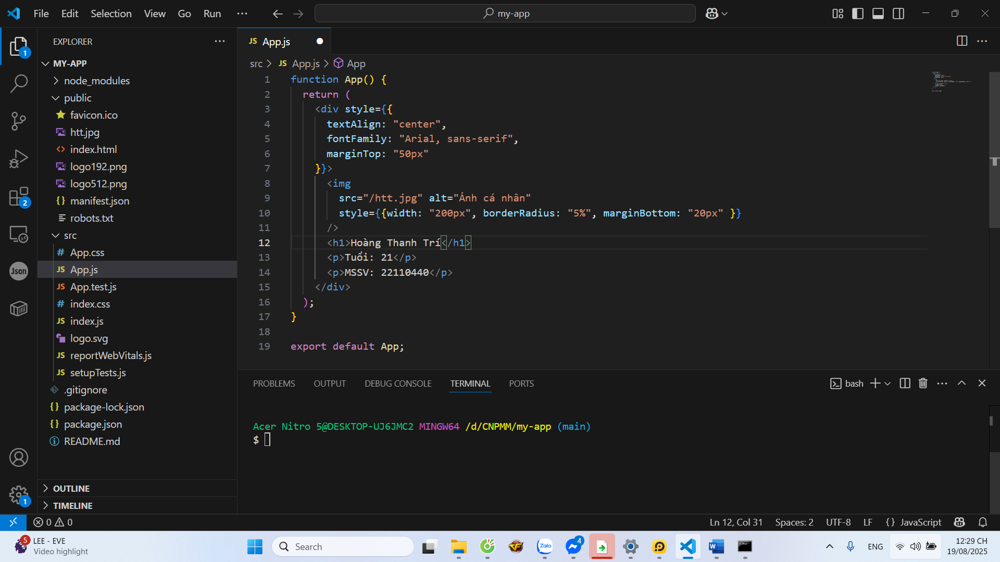 File Edit Selection View Go Run ···
my-app
EXPLORER
MY-APP
node_modules
public
favicon.ico
htt.jpg
index.html
logo192.png
logo512.png
manifest.json
robots.txt
src
App.css
App.js
App.test.js
index.css
index.js
logo.svg
reportWebVitals.js
setupTests.js
.gitignore
package-lock.json
package.json
README.md
OUTLINE
TIMELINE
1
2
Json
1
JS App.js
src > JS App.js > App
1 function App() {
2 return (
3 <div style={{
4 textAlign: "center",
5 fontFamily: "Arial, sans-serif",
6 marginTop: "50px"
7 }}>
8 <img
9 src="/htt.jpg" alt="Ảnh cá nhân"
10 style={{width: "200px", borderRadius: "5%", marginBottom: "20px" }}
11 />
12 <h1>Hoàng Thanh Trí</h1>
13 <p>Tuổi: 21</p>
14 <p>MSSV: 22110440</p>
15 </div>
16 );
17 }
18
19 export default App;
PROBLEMS OUTPUT DEBUG CONSOLE TERMINAL PORTS
bash
Acer Nitro 5@DESKTOP-UJ6JMC2 MINGW64 /d/CNPMM/my-app (main)
$
0 0
Ln 12, Col 31 Spaces: 2 UTF-8 LF {} JavaScript
5
LEE - EVE
Video highlight
Search
Zalo
4
W
ENG
12:29 CH
19/08/2025